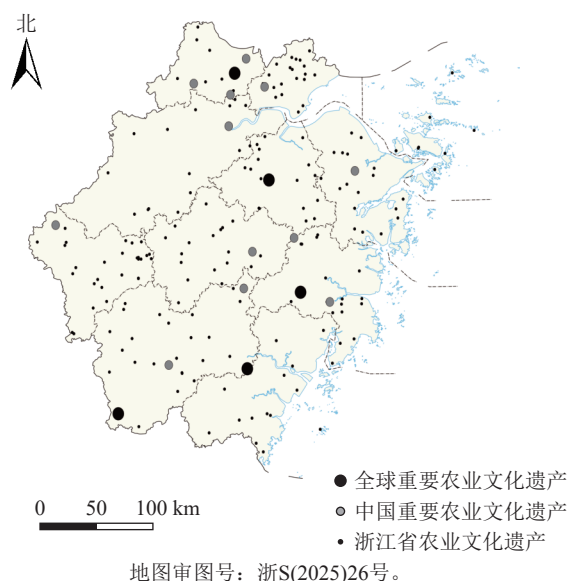 北
全球重要农业文化遗产
中国重要农业文化遗产
浙江省农业文化遗产
0 50 100 km
地图审图号：浙S(2025)26号。